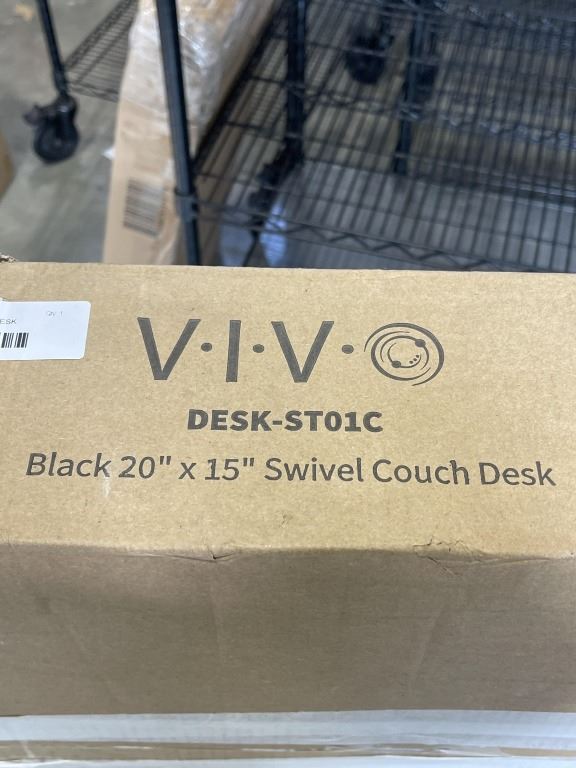 Qty: 1
ESK
V·I·V·O
DESK-ST01C
Black 20" x 15" Swivel Couch Desk